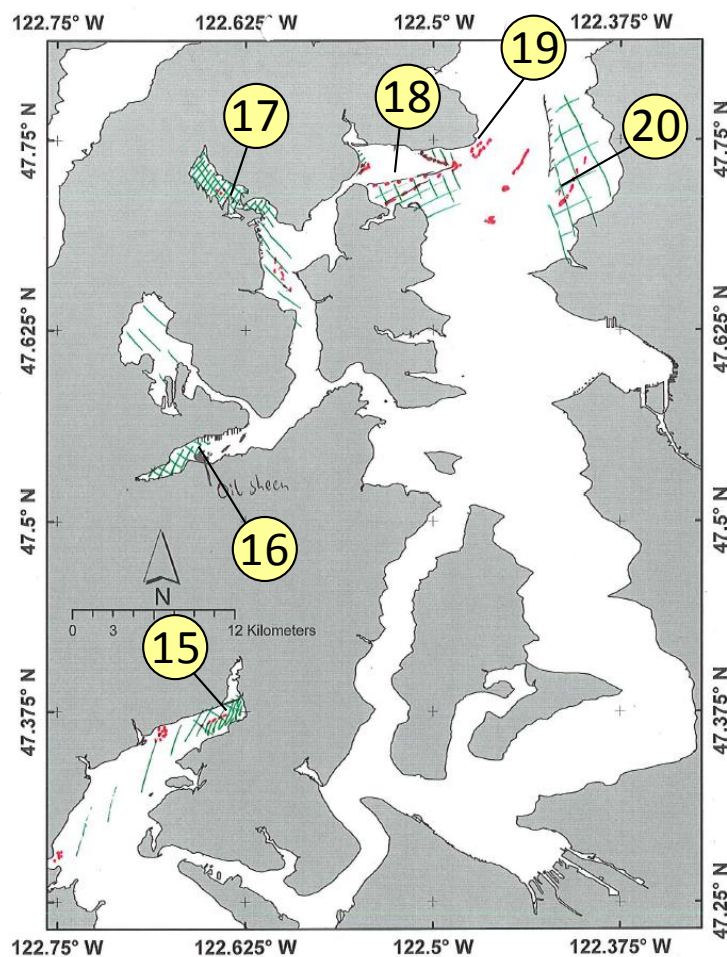 122.75° W 122.625° W 122.5° W 122.375° W
19
18
17
20
47.75° N 47.75° N
47.625° N 47.625° N
Oil sheen
16
47.5° N 47.5° N
N
0 3 12 Kilometers
15
47.375° N 47.375° N
47.25° N 47.25° N
122.75° W 122.625° W 122.5° W 122.375° W